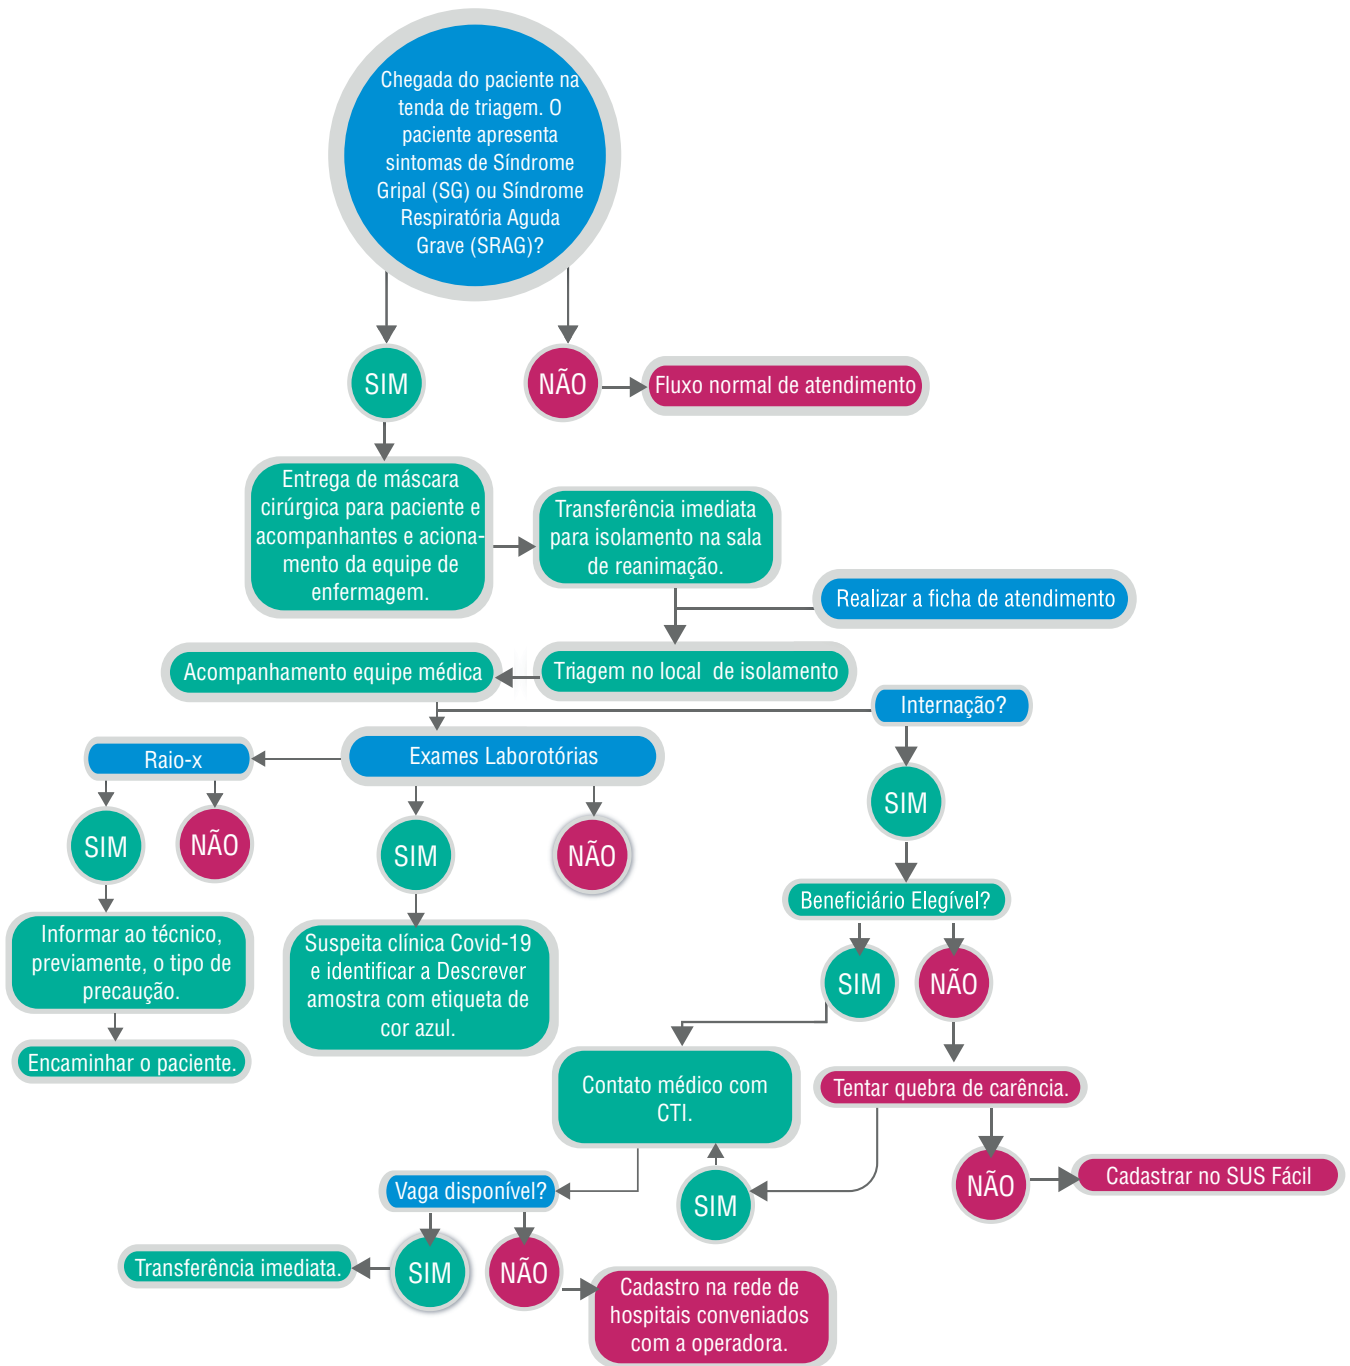 Chegada do paciente na
tenda de triagem. O
paciente apresenta
sintomas de Síndrome
Gripal (SG) ou Síndrome
Respiratória Aguda
Grave (SRAG)?
SIM
NÃO
Fluxo normal de atendimento
Entrega de máscara
cirúrgica para paciente e
acompanhantes e aciona-
mento da equipe de
enfermagem.
Transferência imediata
para isolamento na sala
de reanimação.
Realizar a ficha de atendimento
Acompanhamento equipe médica
Triagem no local de isolamento
Internação?
Raio-x
Exames Laborotórias
SIM
SIM
NÃO
SIM
NÃO
Beneficiário Elegível?
Informar ao técnico,
previamente, o tipo de
precaução.
Suspeita clínica Covid-19
e identificar a Descrever
amostra com etiqueta de
cor azul.
SIM
NÃO
Encaminhar o paciente.
Contato médico com
CTI.
Tentar quebra de carência.
Vaga disponível?
SIM
NÃO
Cadastrar no SUS Fácil
Transferência imediata.
SIM
NÃO
Cadastro na rede de
hospitais conveniados
com a operadora.